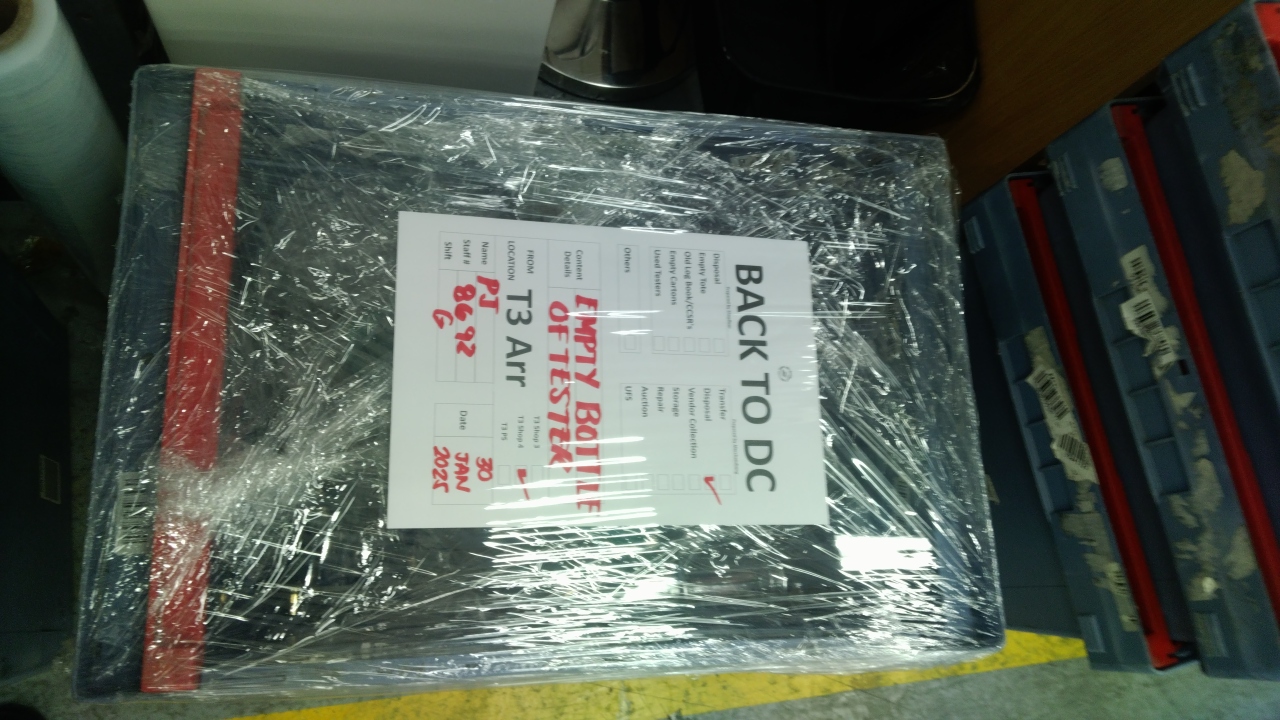 BACK TO DC
Disposal
Empty Tote
Old Log Book/CCSR's
Empty Cartons
Used Testers
Others
Transfer
Disposal ✓
Vendor Collection
Storage
Repair
Auction
UFS
Content Details
EMPTY BOTTLE
OF TESTER
FROM LOCATION
T3 Arr
T3 Shop 3
T3 Shop 4 ✓
T3 PS
Name PJ
Staff # 8692
Shift G
Date 30 JAN 2025